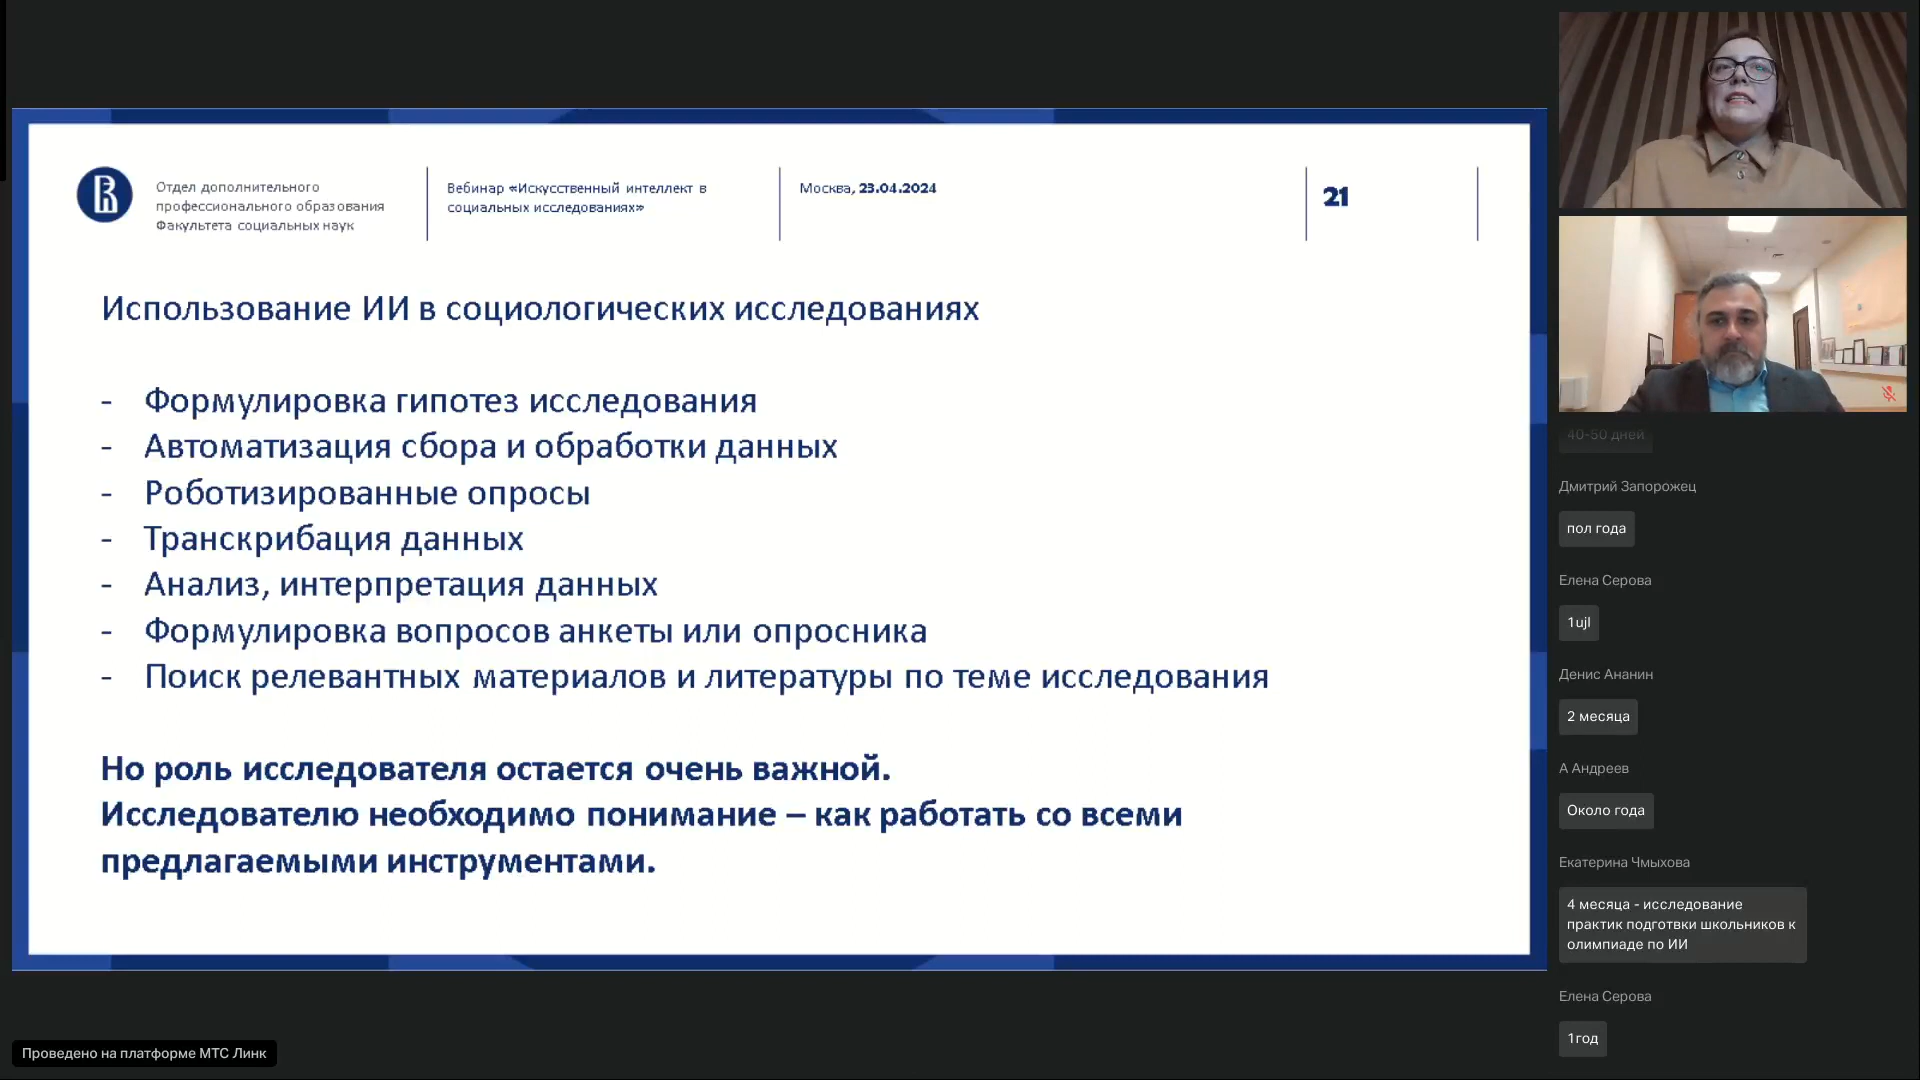 Отдел дополнительного
профессионального образования
Факультета социальных наук
Вебинар «Искусственный интеллект в
социальных исследованиях»
Москва, 23.04.2024
21
Использование ИИ в социологических исследованиях
- Формулировка гипотез исследования
- Автоматизация сбора и обработки данных
- Роботизированные опросы
- Транскрибация данных
- Анализ, интерпретация данных
- Формулировка вопросов анкеты или опросника
- Поиск релевантных материалов и литературы по теме исследования
Но роль исследователя остается очень важной.
Исследователю необходимо понимание – как работать со всеми
предлагаемыми инструментами.
Проведено на платформе МТС Линк
40-50 дней
Дмитрий Запорожец
пол года
Елена Серова
1ujl
Денис Ананин
2 месяца
А Андреев
Около года
Екатерина Чмыхова
4 месяца - исследование
практик подготвки школьников к
олимпиаде по ИИ
Елена Серова
1год